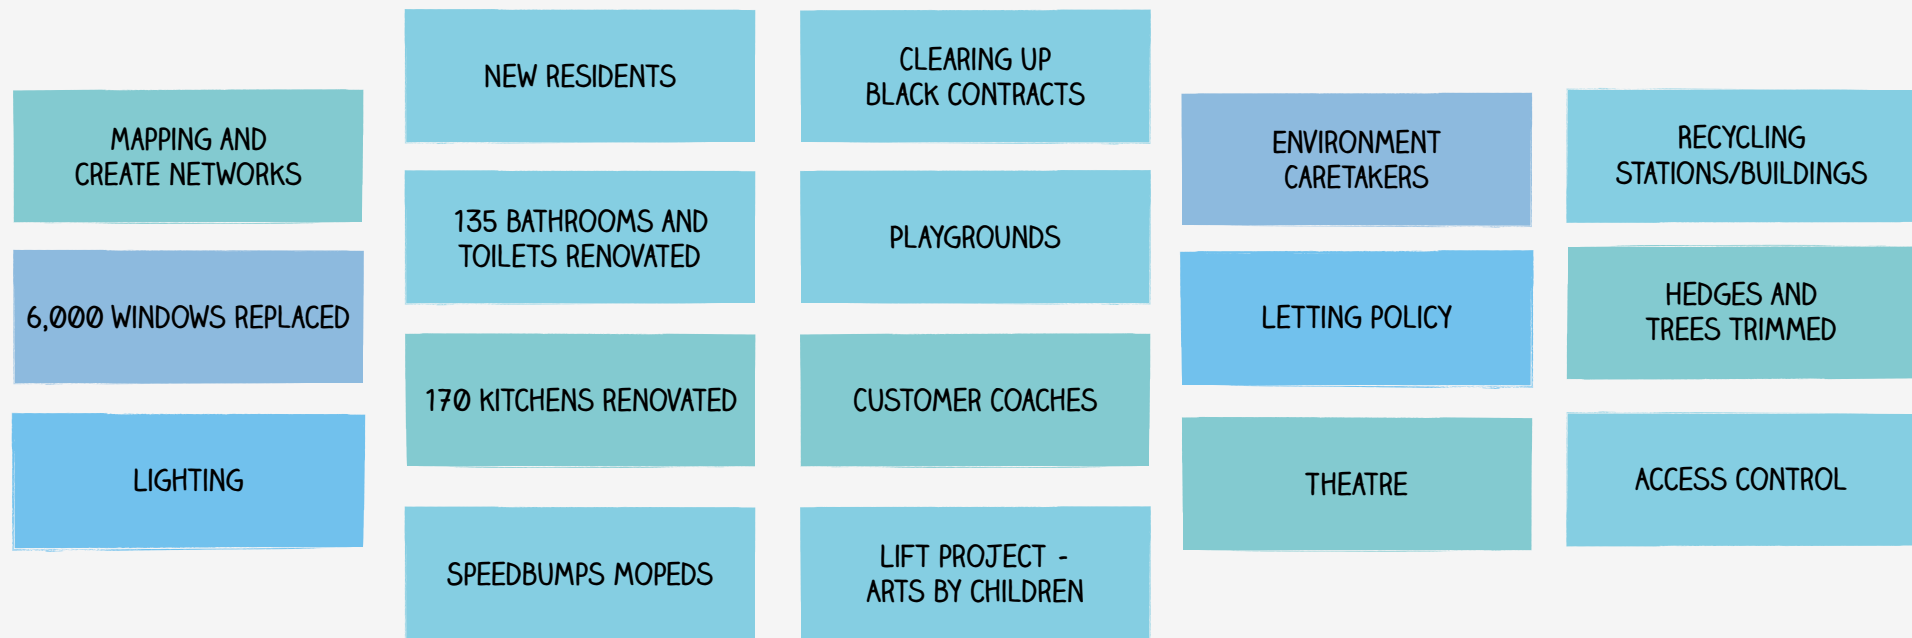 MAPPING AND
CREATE NETWORKS
6,000 WINDOWS REPLACED
LIGHTING
NEW RESIDENTS
135 BATHROOMS AND
TOILETS RENOVATED
170 KITCHENS RENOVATED
SPEEDBUMPS MOPEDS
CLEARING UP
BLACK CONTRACTS
PLAYGROUNDS
CUSTOMER COACHES
LIFT PROJECT -
ARTS BY CHILDREN
ENVIRONMENT
CARETAKERS
LETTING POLICY
THEATRE
RECYCLING
STATIONS/BUILDINGS
HEDGES AND
TREES TRIMMED
ACCESS CONTROL